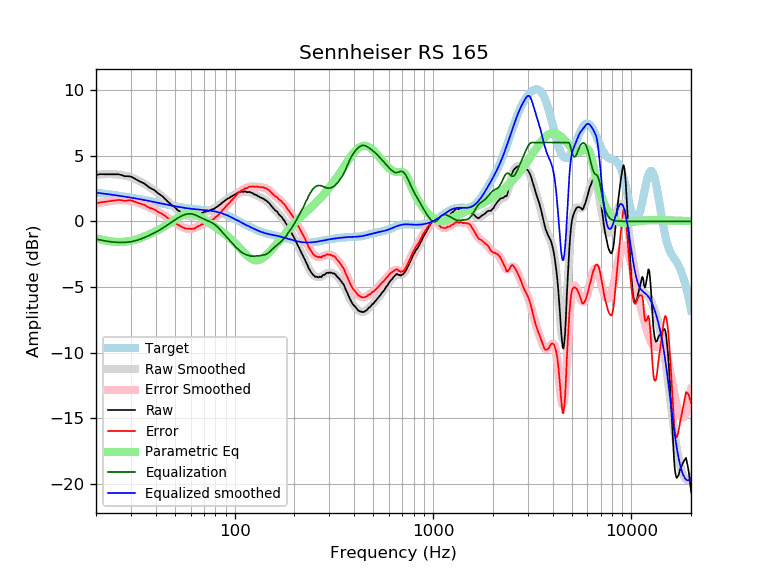 Sennheiser RS 165
10
5
0
−5
−10
−15
−20
Amplitude (dBr)
Target
Raw Smoothed
Error Smoothed
Raw
Error
Parametric Eq
Equalization
Equalized smoothed
100
1000
10000
Frequency (Hz)